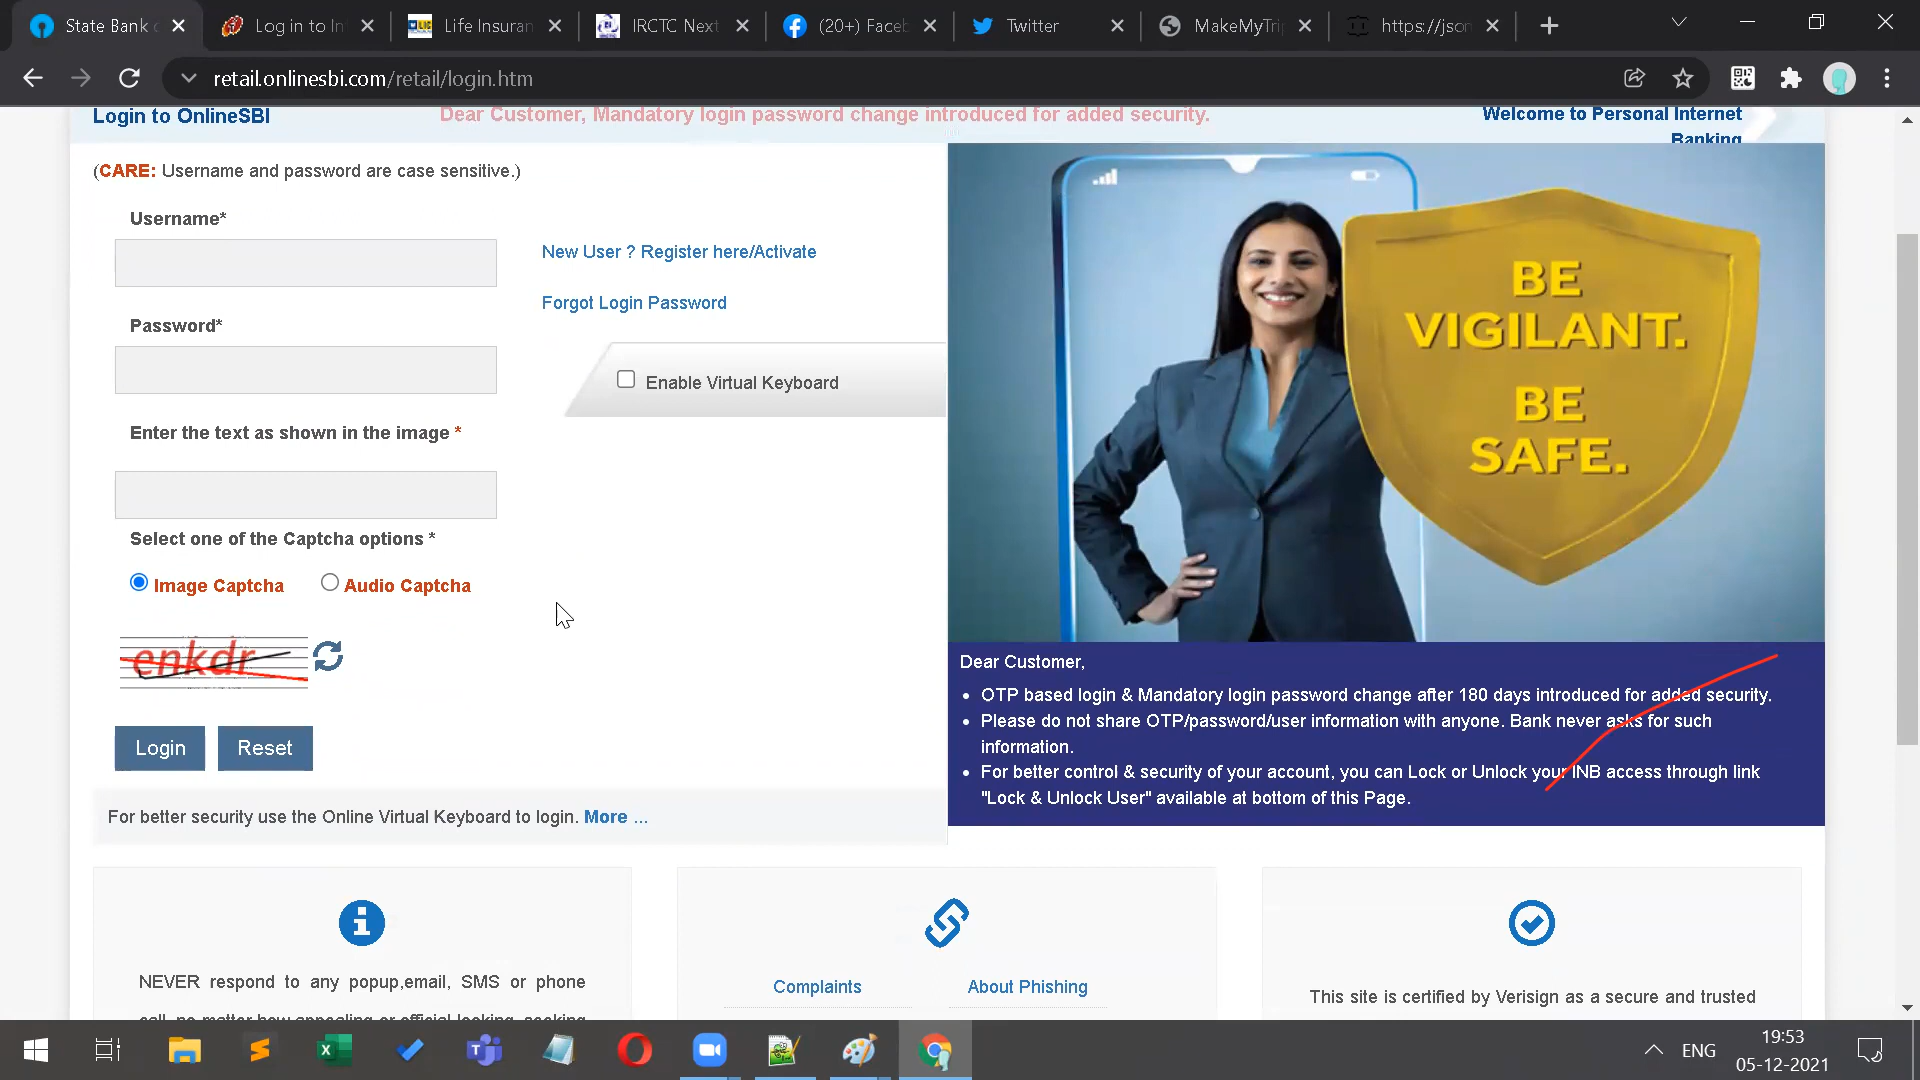 State Bank o
Log in to In
Life Insuran
IRCTC Next
(20+) Faceb
Twitter
MakeMyTri
https://json
retail.onlinesbi.com/retail/login.htm
Login to OnlineSBI
Dear Customer, Mandatory login password change introduced for added security.
Welcome to Personal Internet
Banking
(CARE: Username and password are case sensitive.)
Username*
New User ? Register here/Activate
Forgot Login Password
Password*
Enable Virtual Keyboard
Enter the text as shown in the image *
Select one of the Captcha options *
Image Captcha
Audio Captcha
enkdr
Login
Reset
For better security use the Online Virtual Keyboard to login. More ...
BE
VIGILANT.
BE
SAFE.
Dear Customer,
OTP based login & Mandatory login password change after 180 days introduced for added security.
Please do not share OTP/password/user information with anyone. Bank never asks for such
information.
For better control & security of your account, you can Lock or Unlock your INB access through link
"Lock & Unlock User" available at bottom of this Page.
NEVER respond to any popup,email, SMS or phone
call, no matter how appealing or official looking, seeking
Complaints
About Phishing
This site is certified by Verisign as a secure and trusted
ENG
19:53
05-12-2021